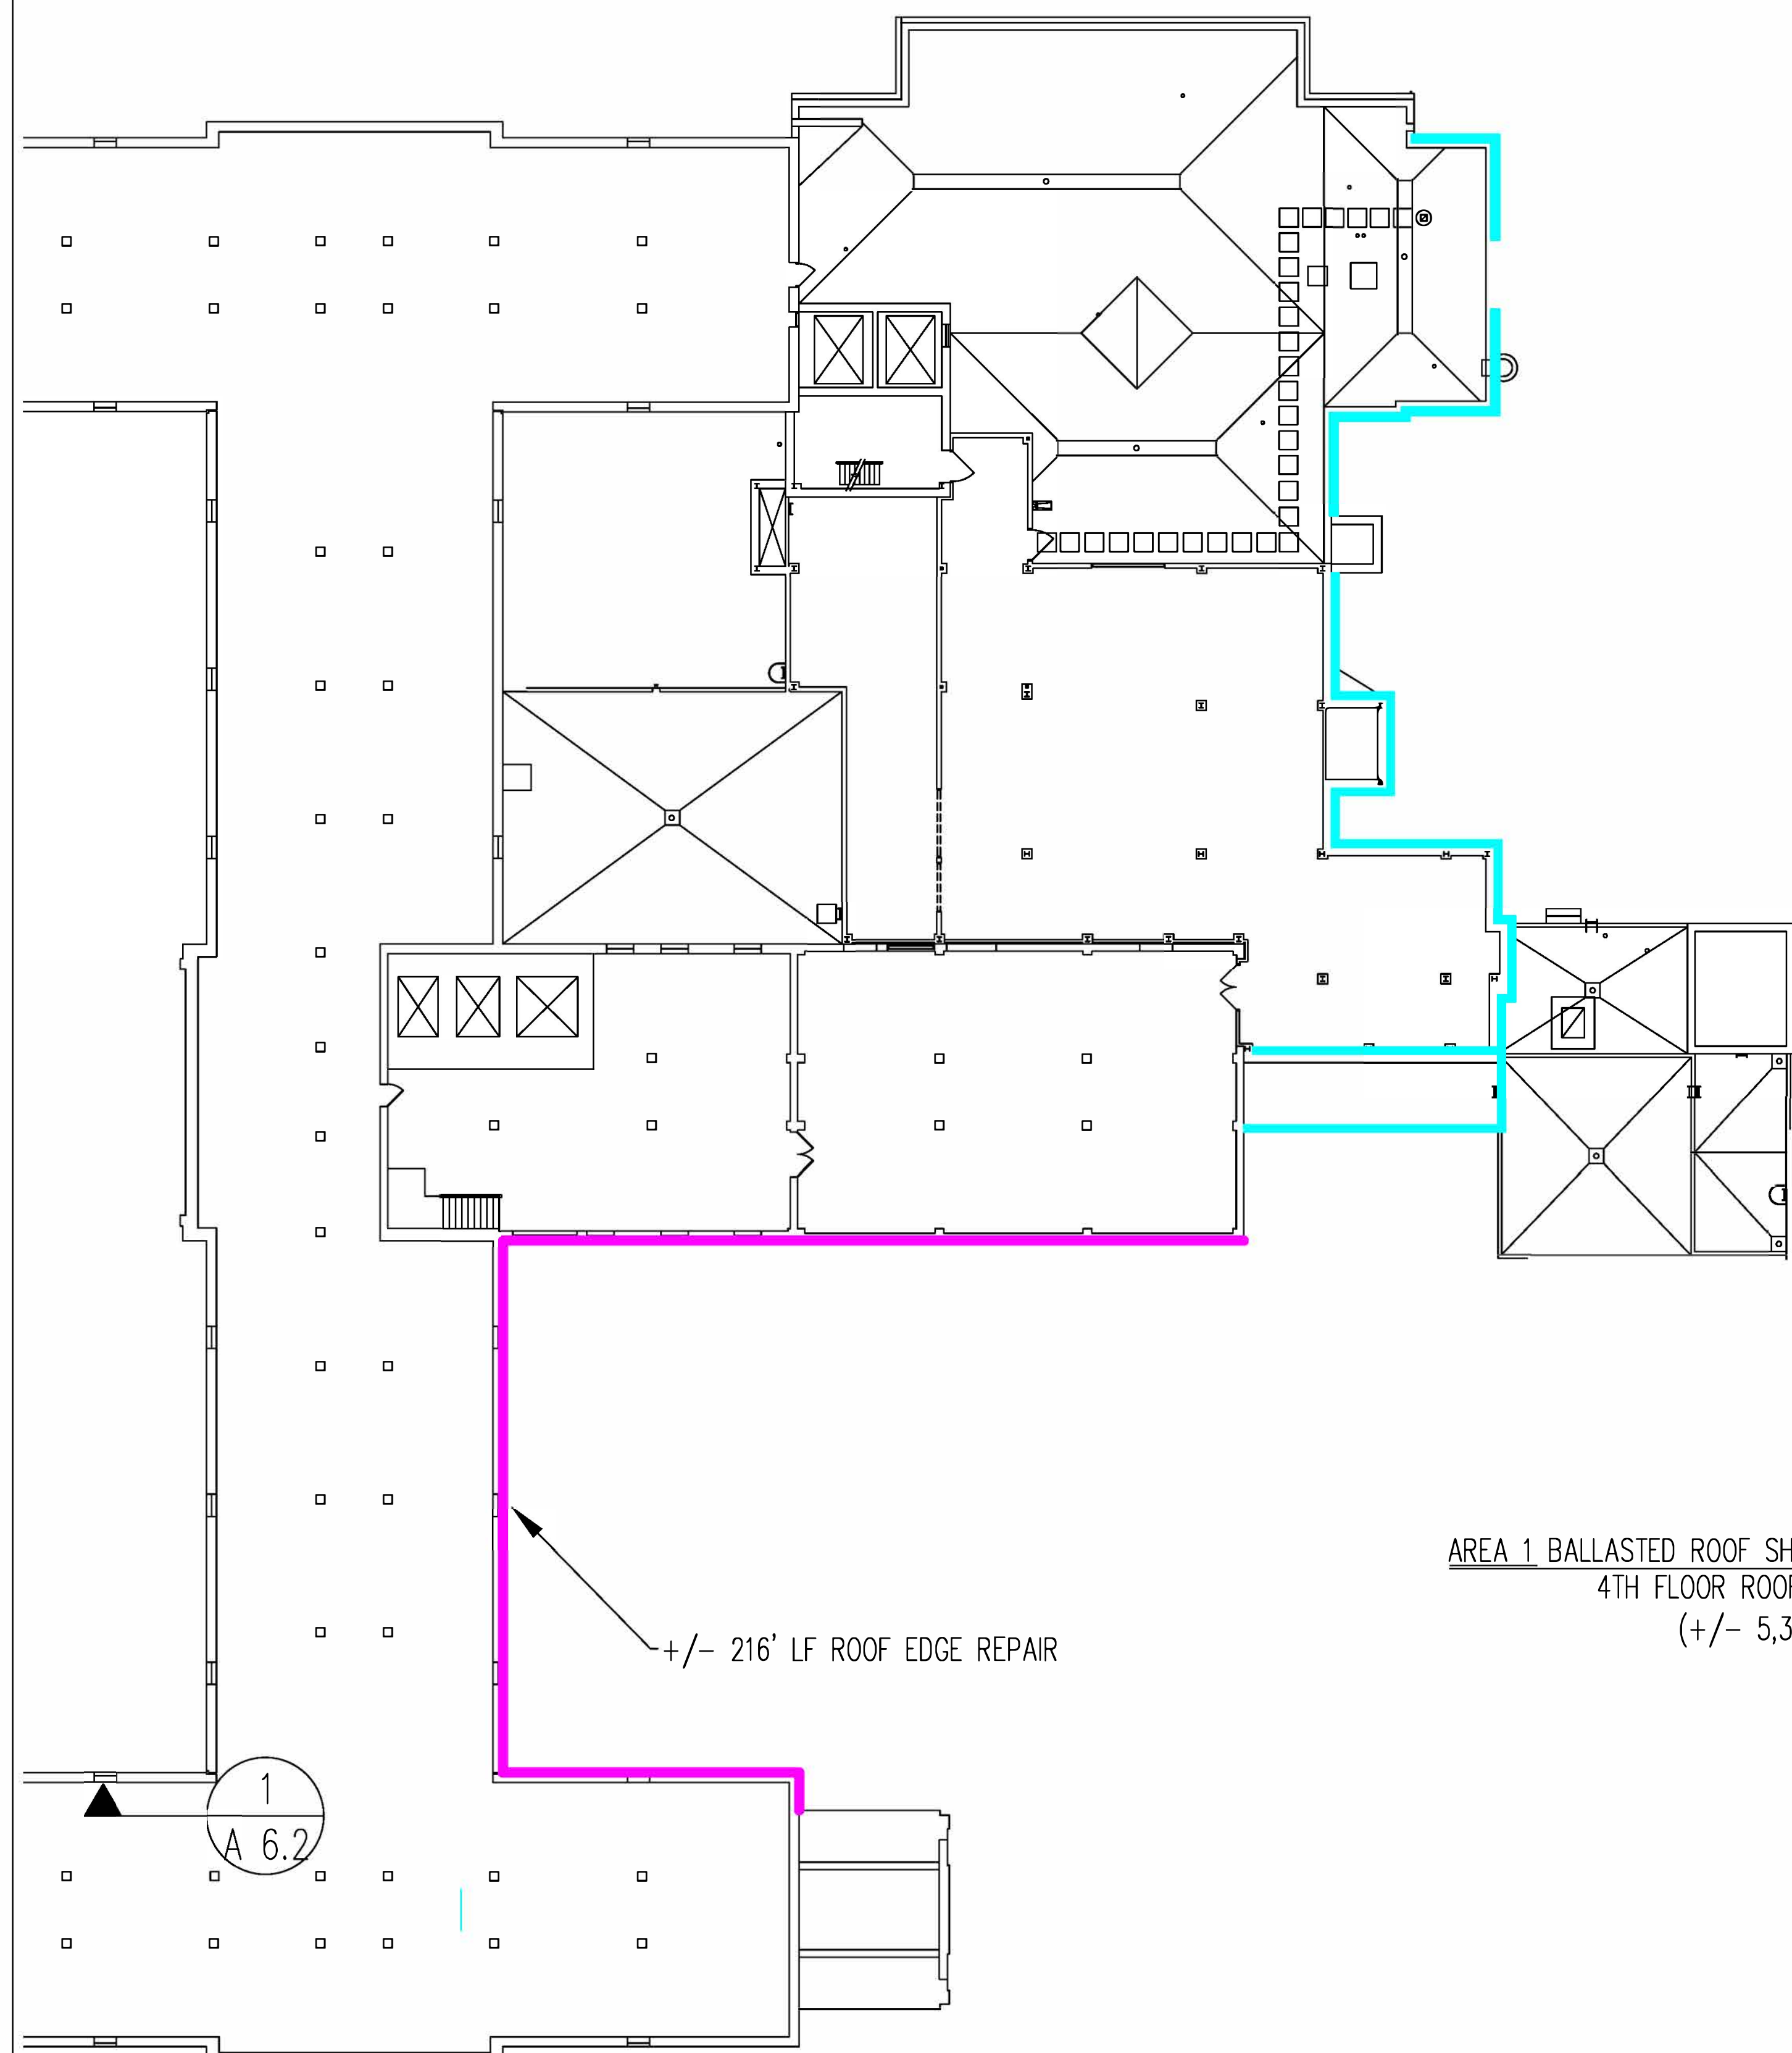 AREA 1 BALLASTED ROOF SH
4TH FLOOR ROOF
(+/- 5,3
+/- 216' LF ROOF EDGE REPAIR
1
A 6.2